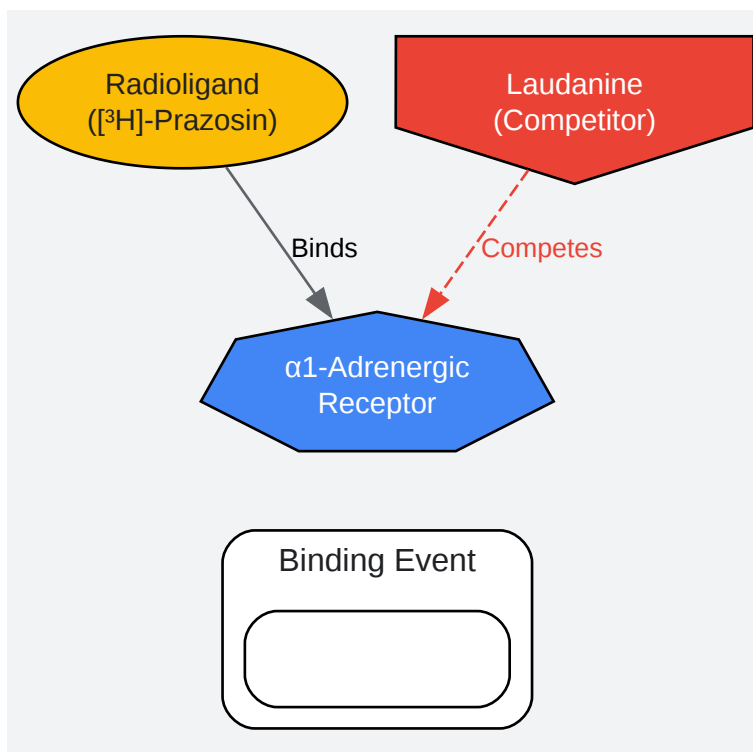 Radioligand
([³H]-Prazosin)
Laudanine
(Competitor)
Binds
Competes
α1-Adrenergic
Receptor
Binding Event